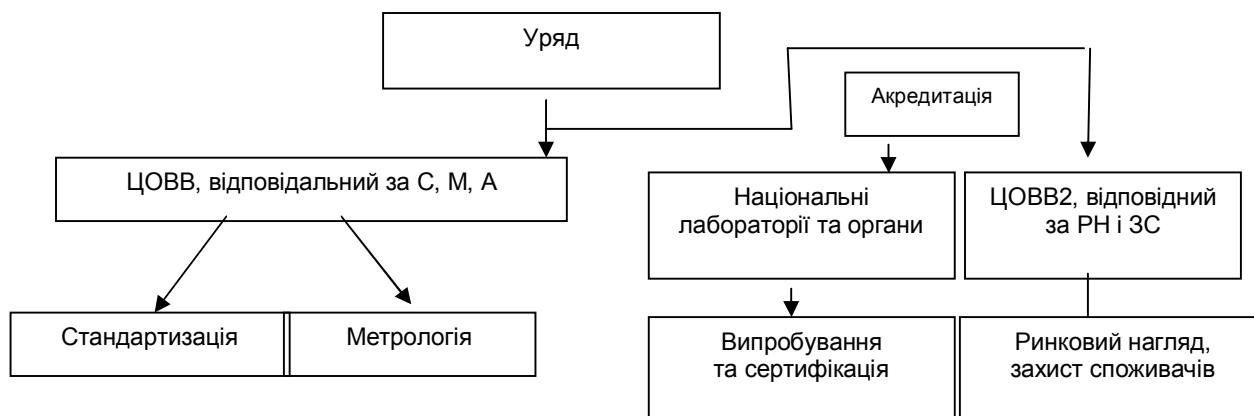 Уряд
Акредитація
ЦОВВ, відповідальний за С, М, А
Національні
лабораторії та органи
ЦОВВ2, відповідний
за РН і ЗС
Стандартизація
Метрологія
Випробування
та сертифікація
Ринковий нагляд,
захист споживачів